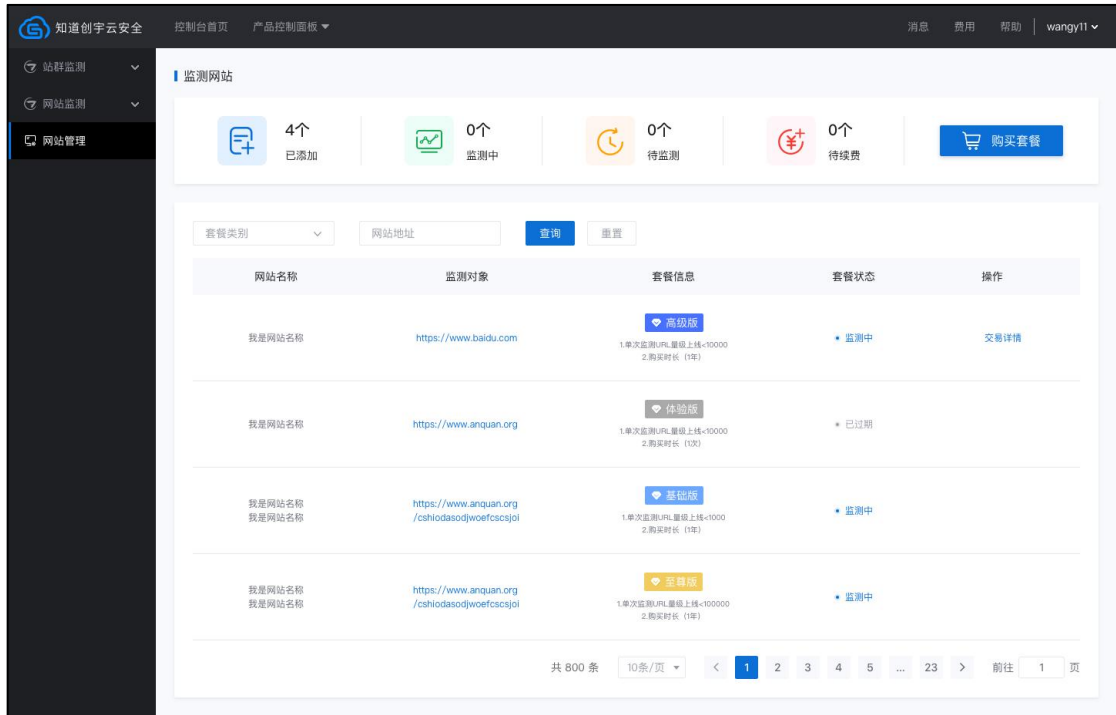 知道创宇云安全 控制台首页 产品控制面板 消息 费用 帮助 wangy11
站群监测
网站监测
网站管理
监测网站
4个 0个 0个 0个
已添加 监测中 待监测 待续费
购买套餐
套餐类别 网站地址 查询 重置
网站名称 监测对象 套餐信息 套餐状态 操作
高级版
我是网站名称 https://www.baidu.com 1.单次监测URL量级上线<10000 监测中 交易详情
2.购买时长（1年）
体验版
我是网站名称 https://www.anquan.org 1.单次监测URL量级上线<10000 已过期
2.购买时长（1次）
基础版
我是网站名称 https://www.anquan.org
我是网站名称 /cshiodasodjwoefcscsjoi 1.单次监测URL量级上线<1000 监测中
2.购买时长（1年）
至尊版
我是网站名称 https://www.anquan.org
我是网站名称 /cshiodasodjwoefcscsjoi 1.单次监测URL量级上线<100000 监测中
2.购买时长（1年）
共 800 条 10条/页 < 1 2 3 4 5 ... 23 > 前往 1 页